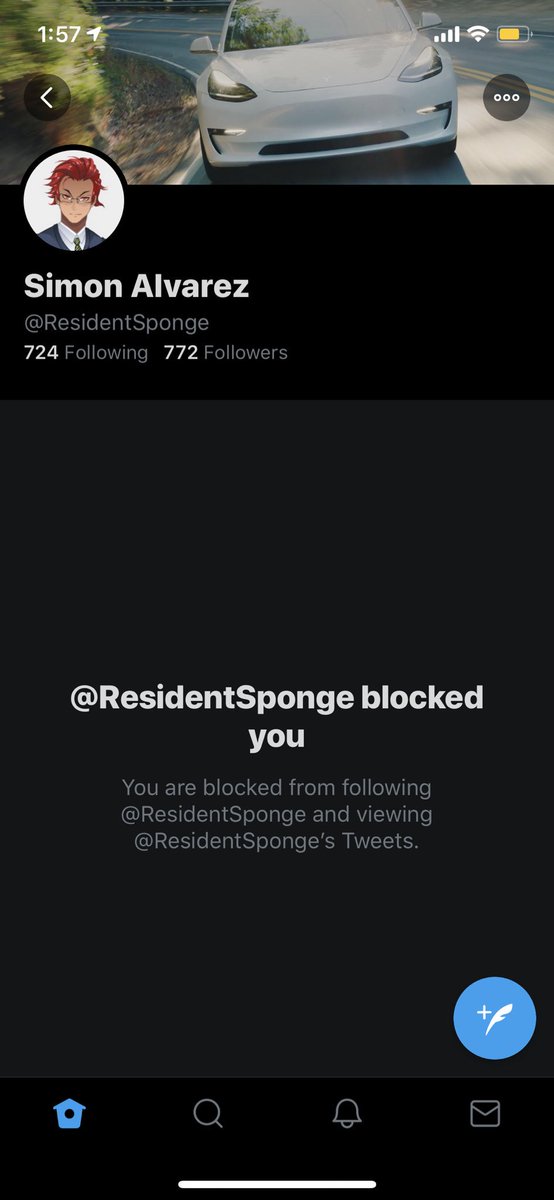 1:57
Simon Alvarez
@ResidentSponge
724 Following 772 Followers
@ResidentSponge blocked
you
You are blocked from following
@ResidentSponge and viewing
@ResidentSponge’s Tweets.